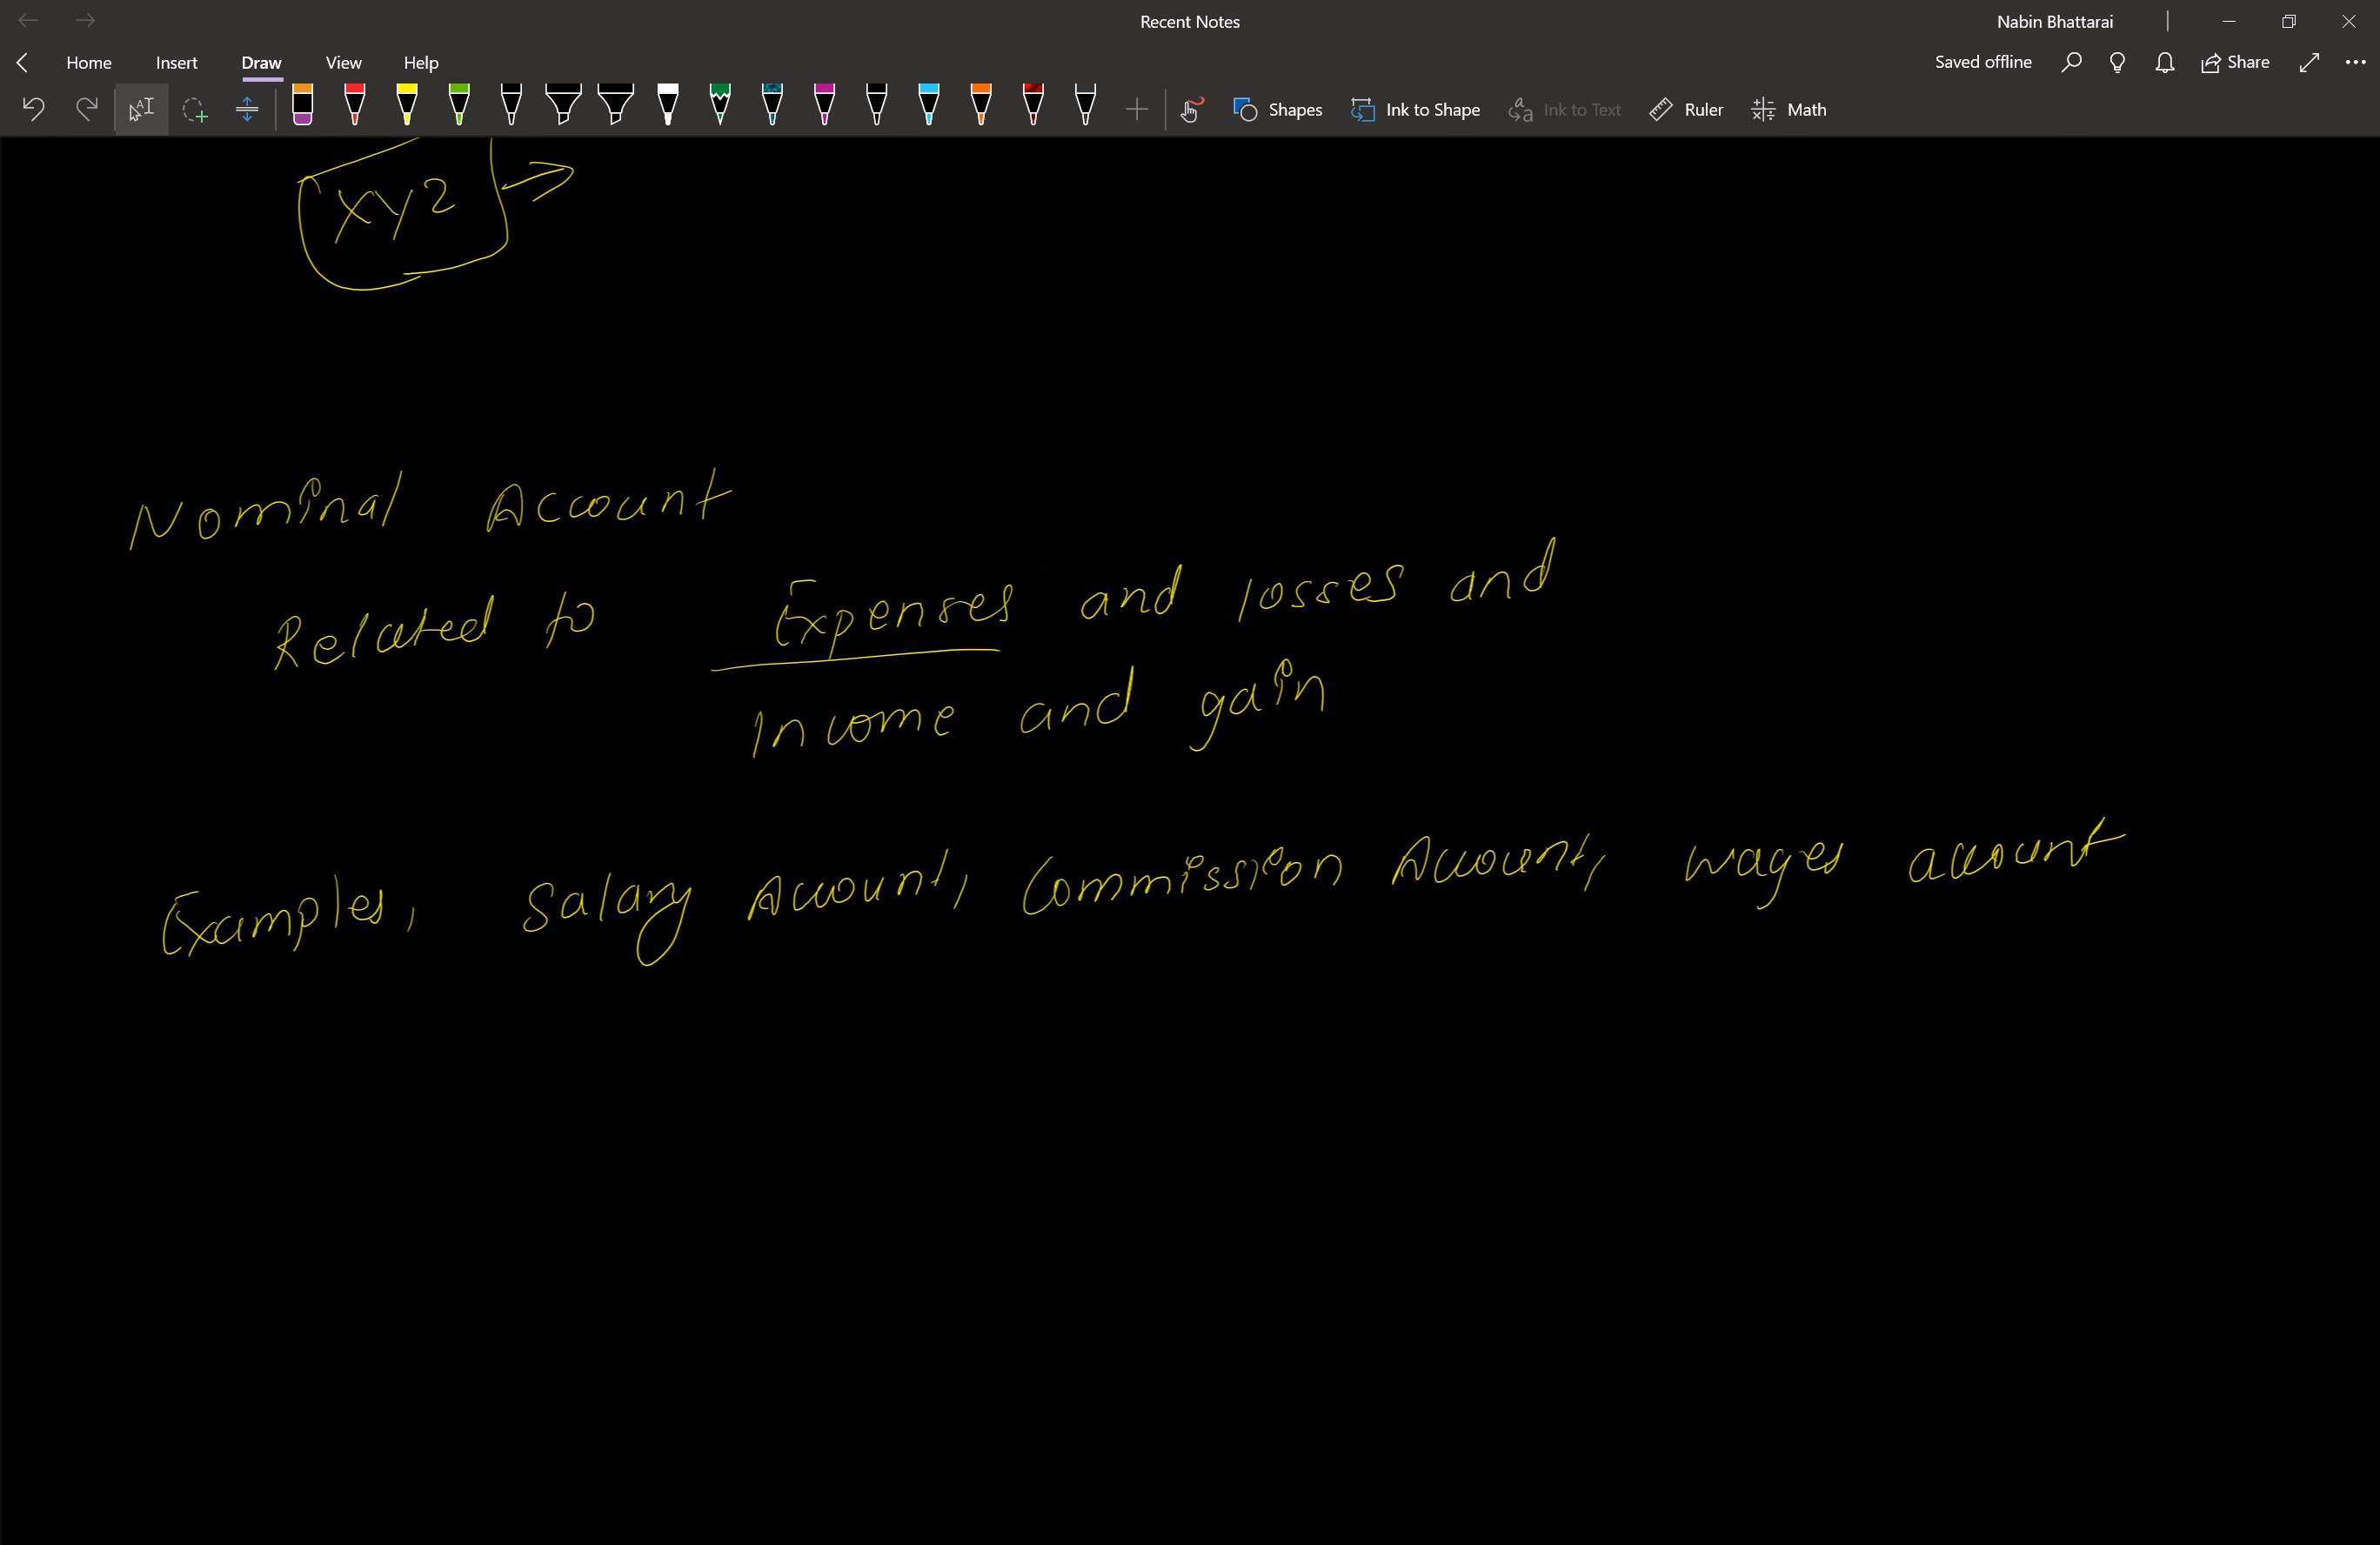 Recent Notes
Nabin Bhattarai
Home Insert Draw View Help
Saved offline
Share
Shapes Ink to Shape Ink to Text Ruler Math
XYZ
Nominal Account
Related to Expenses and losses and
Income and gain
Examples, Salary Account, Commission Account, wages account